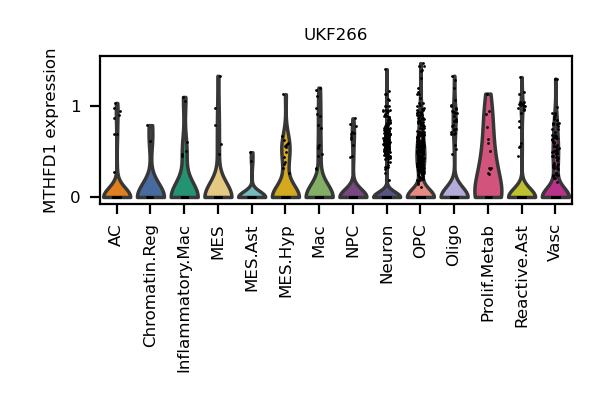 UKF266
MTHFD1 expression
1
0
AC
Chromatin.Reg
Inflammatory.Mac
MES
MES.Ast
MES.Hyp
Mac
NPC
Neuron
OPC
Oligo
Prolif.Metab
Reactive.Ast
Vasc